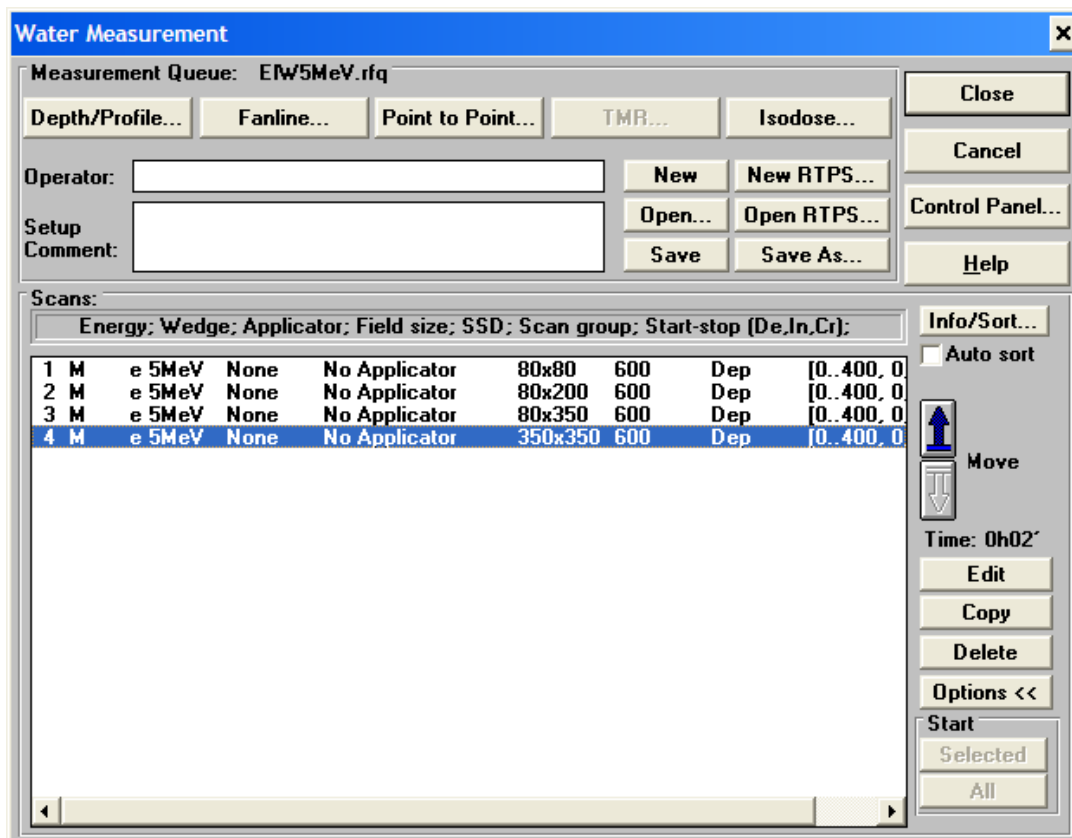 Water Measurement
Measurement Queue: EIW5MeV.rfq
Depth/Profile... Fanline... Point to Point... TMR... Isodose... Close
Cancel
Operator: New New RTPS...
Setup Comment: Open... Open RTPS... Control Panel...
Save Save As... Help
Scans:
Energy; Wedge; Applicator; Field size; SSD; Scan group; Start-stop (De,In,Cr); Info/Sort...
Auto sort
1 M e 5MeV None No Applicator 80x80 600 Dep [0..400, 0,
2 M e 5MeV None No Applicator 80x200 600 Dep [0..400, 0,
3 M e 5MeV None No Applicator 80x350 600 Dep [0..400, 0,
4 M e 5MeV None No Applicator 350x350 600 Dep [0..400, 0
Move
Time: 0h02´
Edit
Copy
Delete
Options <<
Start
Selected
All